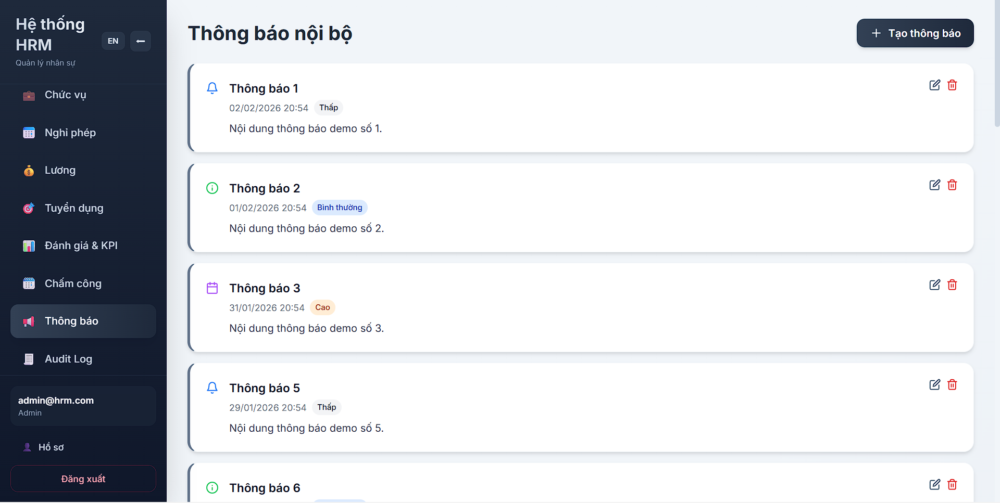 Hệ thống
HRM
Quản lý nhân sự
EN
Chức vụ
Nghỉ phép
Lương
Tuyển dụng
Đánh giá & KPI
Chấm công
Thông báo
Audit Log
admin@hrm.com
Admin
Hồ sơ
Đăng xuất
Thông báo nội bộ
Tạo thông báo
Thông báo 1
02/02/2026 20:54 Thấp
Nội dung thông báo demo số 1.
Thông báo 2
01/02/2026 20:54 Bình thường
Nội dung thông báo demo số 2.
Thông báo 3
31/01/2026 20:54 Cao
Nội dung thông báo demo số 3.
Thông báo 5
29/01/2026 20:54 Thấp
Nội dung thông báo demo số 5.
Thông báo 6